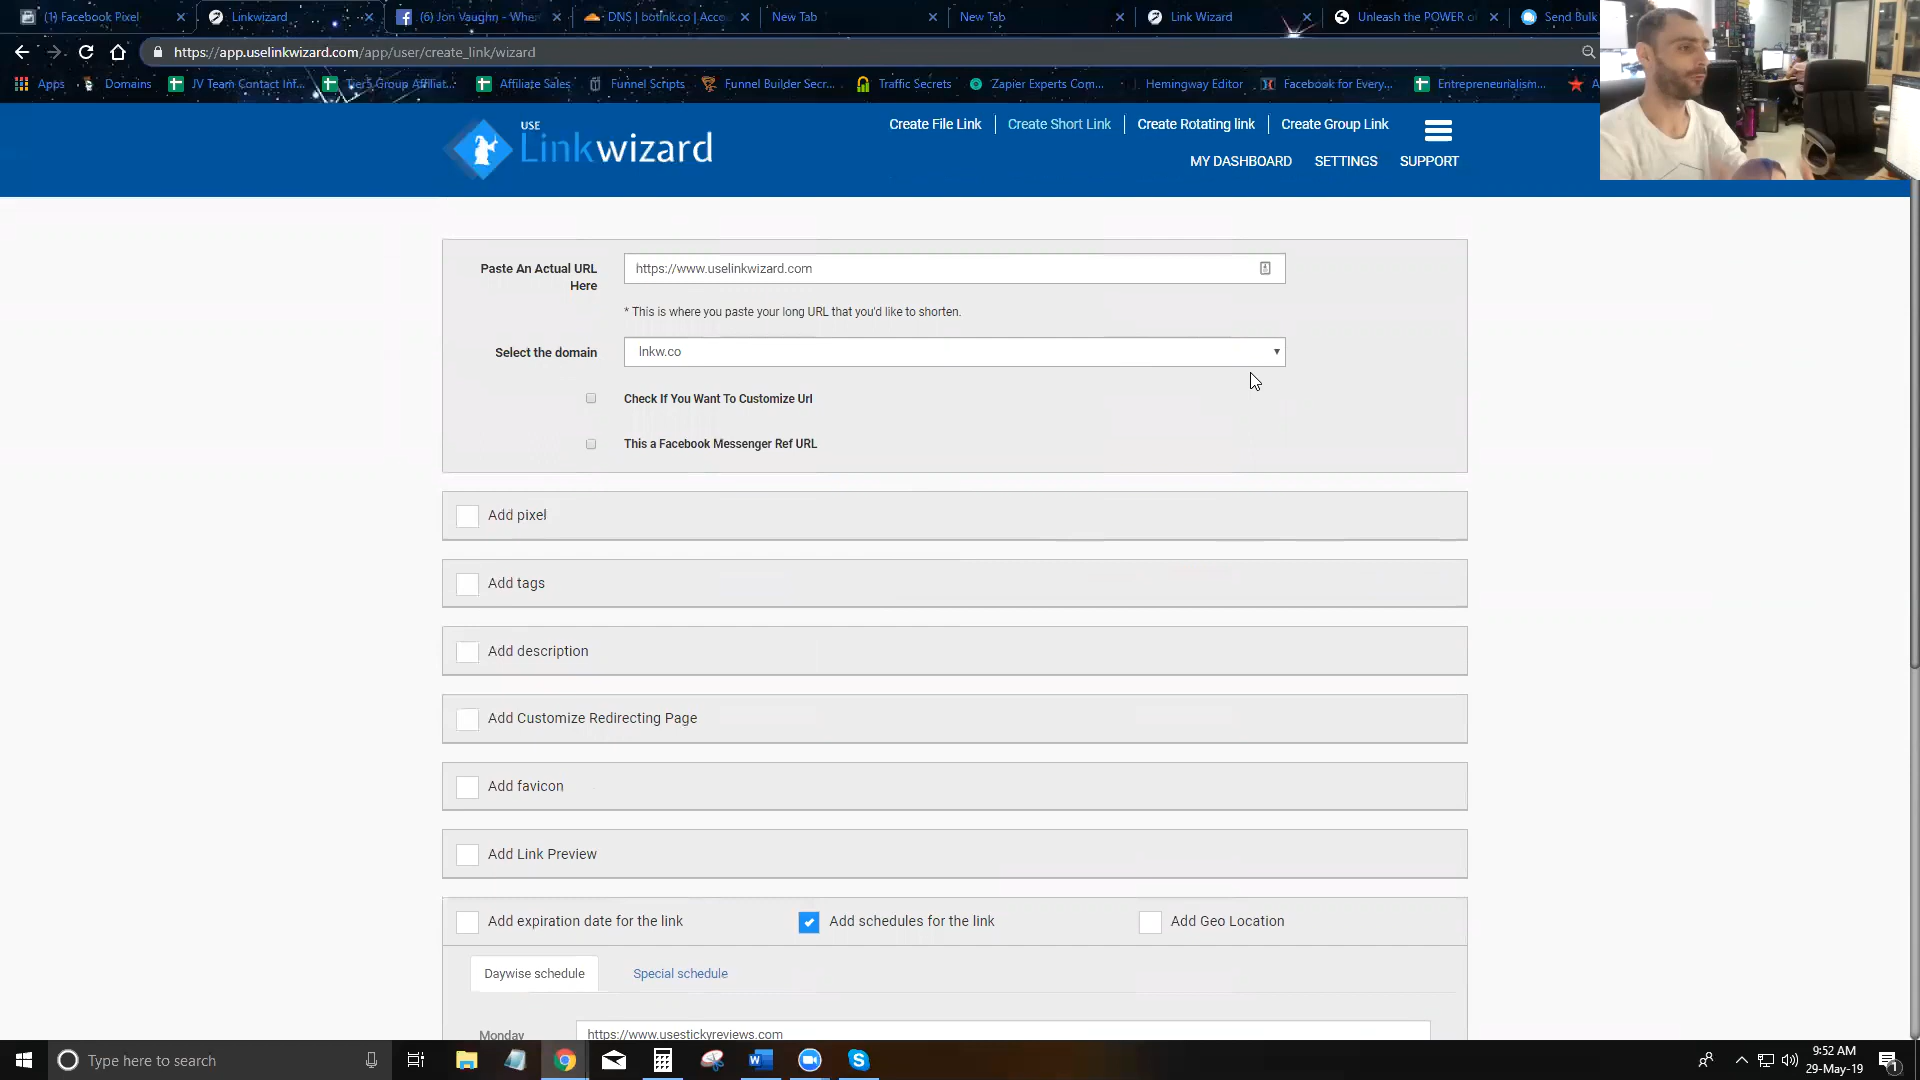 (1) Facebook Pixel
Linkwizard
(6) Jon Vaughn - Whe
DNS | botink.co | Acco
New Tab
New Tab
Link Wizard
Unleash the POWER o
Send Bulk
https://app.uselinkwizard.com/app/user/create_link/wizard
Apps
Domains
JV Team Contact Inf...
Tier5 Group Affiliat...
Affiliate Sales
Funnel Scripts
Funnel Builder Secr...
Traffic Secrets
Zapier Experts Com...
Hemingway Editor
Facebook for Every...
Entrepreneurialism...
USE
Linkwizard
Create File Link
Create Short Link
Create Rotating link
Create Group Link
MY DASHBOARD
SETTINGS
SUPPORT
Paste An Actual URL
Here
https://www.uselinkwizard.com
* This is where you paste your long URL that you'd like to shorten.
Select the domain
lnkw.co
Check If You Want To Customize Url
This a Facebook Messenger Ref URL
Add pixel
Add tags
Add description
Add Customize Redirecting Page
Add favicon
Add Link Preview
Add expiration date for the link
Add schedules for the link
Add Geo Location
Daywise schedule
Special schedule
Monday
https://www.usestickyreviews.com
Type here to search
9:52 AM
29-May-19
1